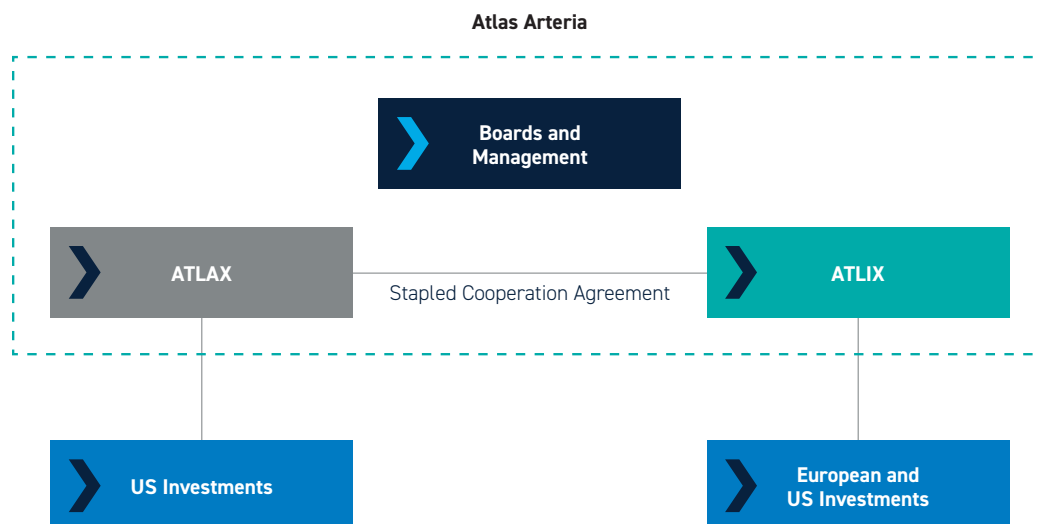 Atlas Arteria
Boards and
Management
ATLAX
ATLIX
Stapled Cooperation Agreement
US Investments
European and
US Investments